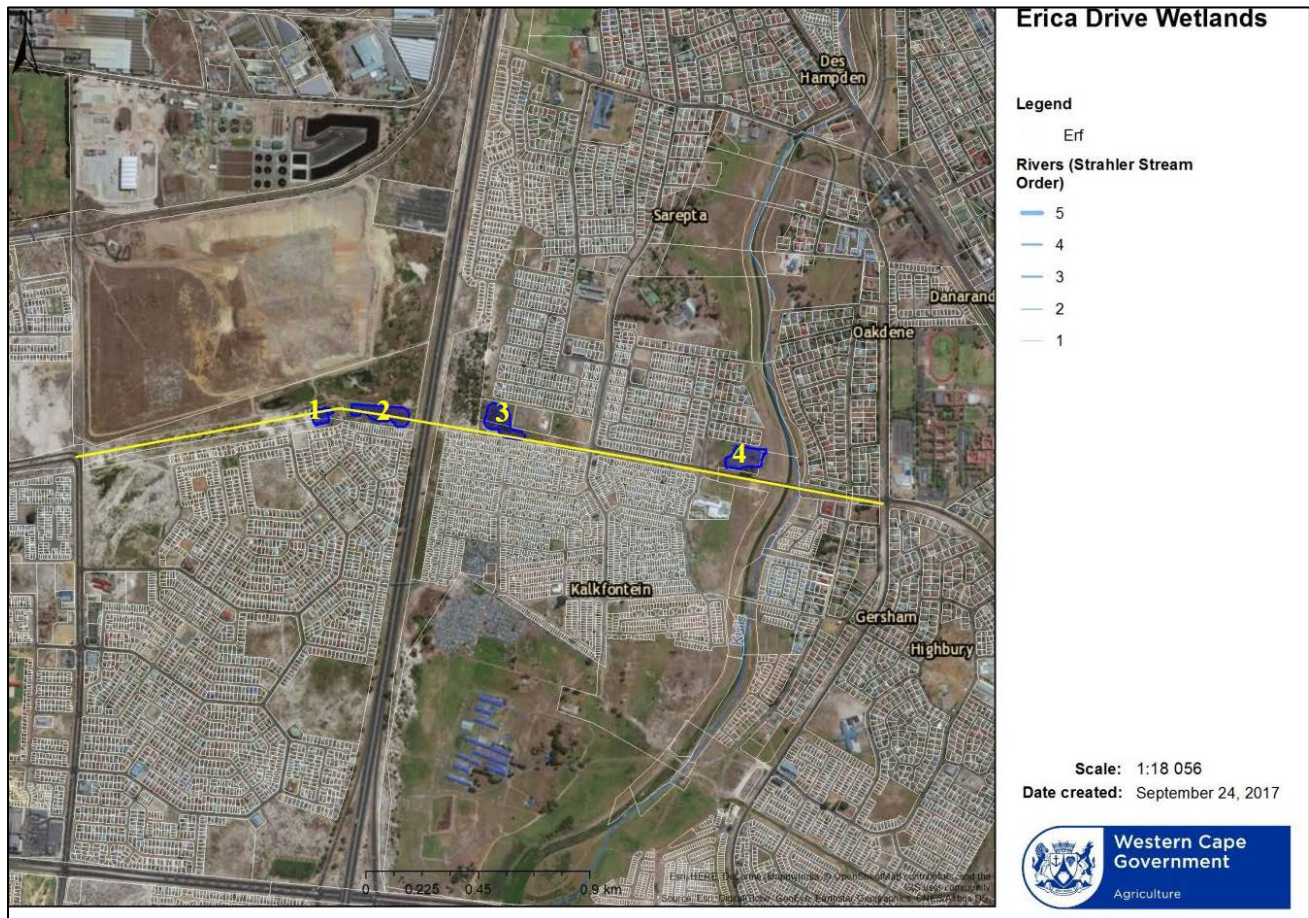 Erica Drive Wetlands
Legend
Erf
Rivers (Strahler Stream
Order)
5
4
3
2
1
Des
Hampden
Sarepta
Danarand
Oakdene
1
2
3
4
Kalkfontein
Gersham
Highbury
0 0.225 0.45 0.9 km
Scale: 1:18 056
Date created: September 24, 2017
Western Cape
Government
Agriculture